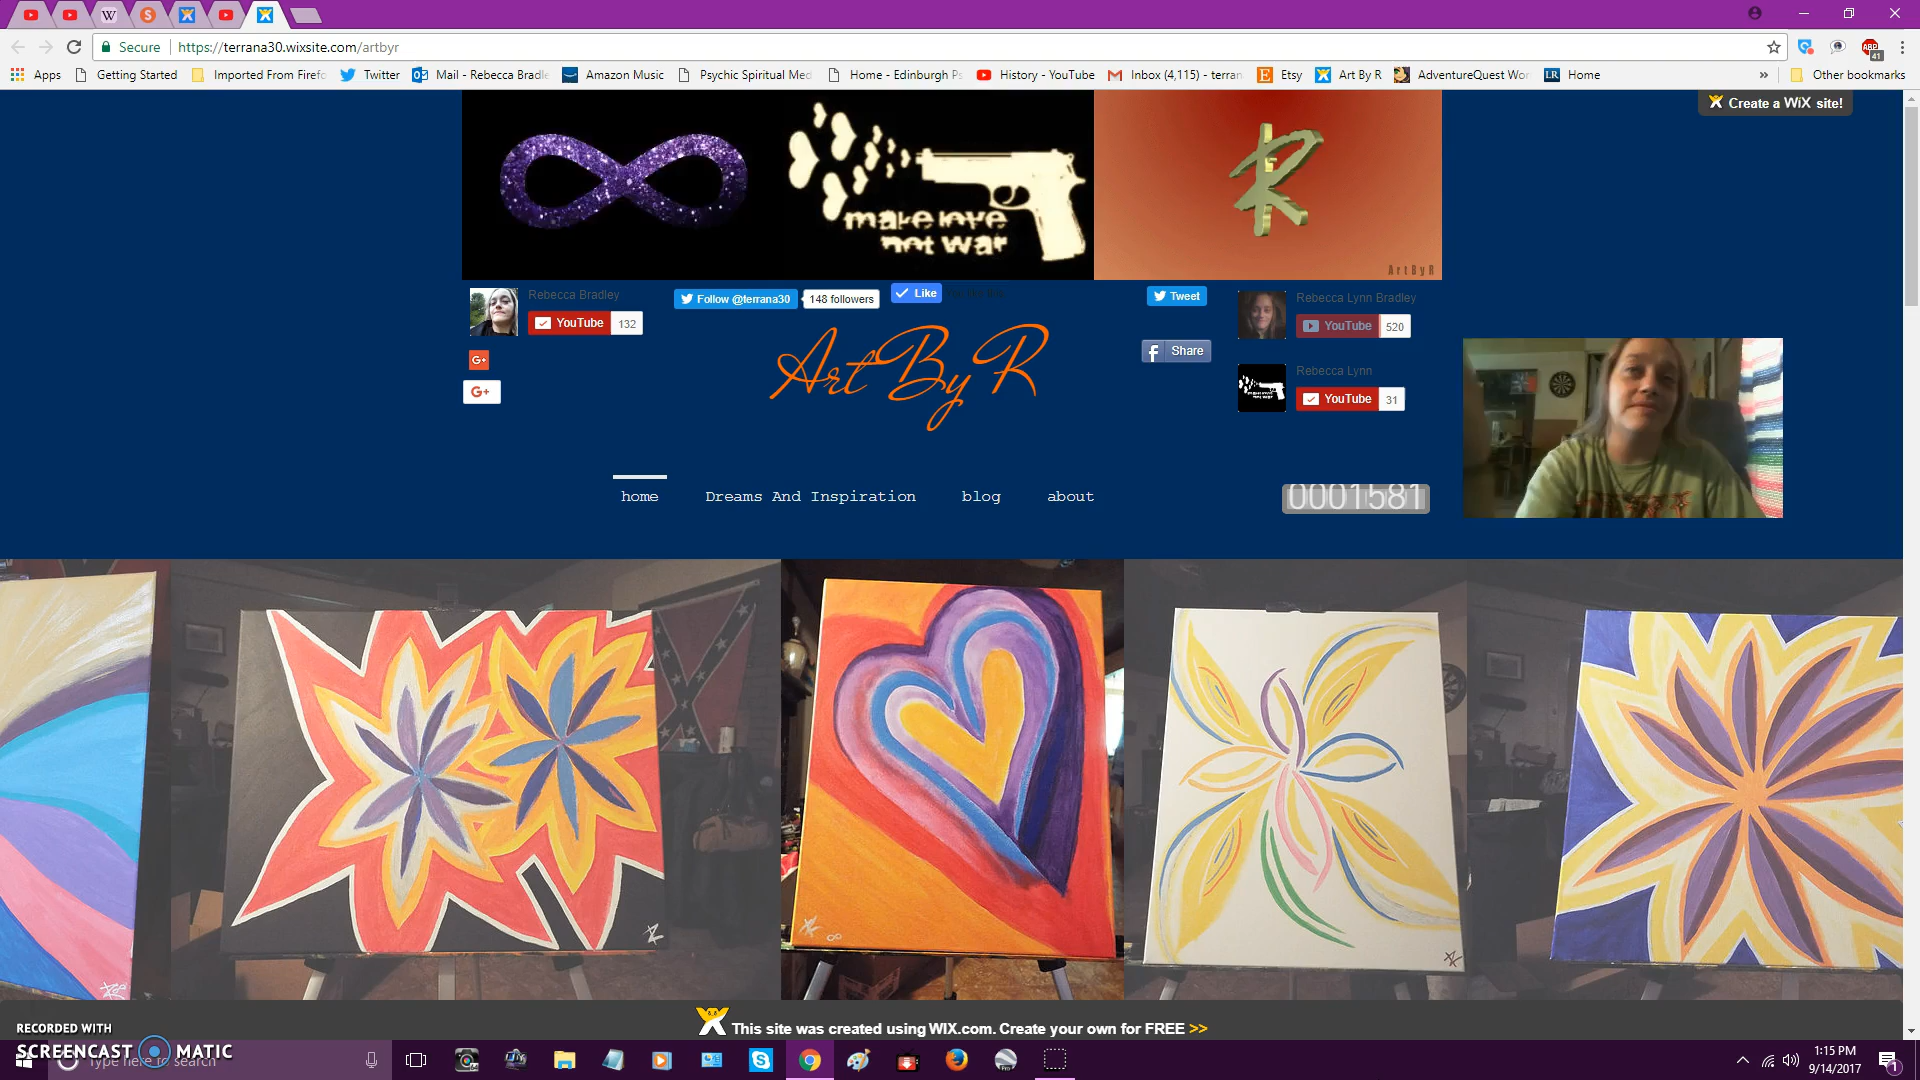 Secure https://terrana30.wixsite.com/artbyr
Apps Getting Started Imported From Firefo Twitter Mail - Rebecca Bradle Amazon Music Psychic Spiritual Med Home - Edinburgh Ps History - YouTube Inbox (4,115) - terran Etsy Art By R AdventureQuest Wor Home » Other bookmarks
Create a WiX site!
make love
not war
ArtByR
Rebecca Bradley
YouTube 132
Follow @terrana30 148 followers
Like
Tweet
Rebecca Lynn Bradley
YouTube 520
G+
G+
Art By R
Share
Rebecca Lynn
YouTube 31
home Dreams And Inspiration blog about
0001581
This site was created using WIX.com. Create your own for FREE >>
RECORDED WITH
SCREENCAST MATIC
Type here to search
1:15 PM
9/14/2017